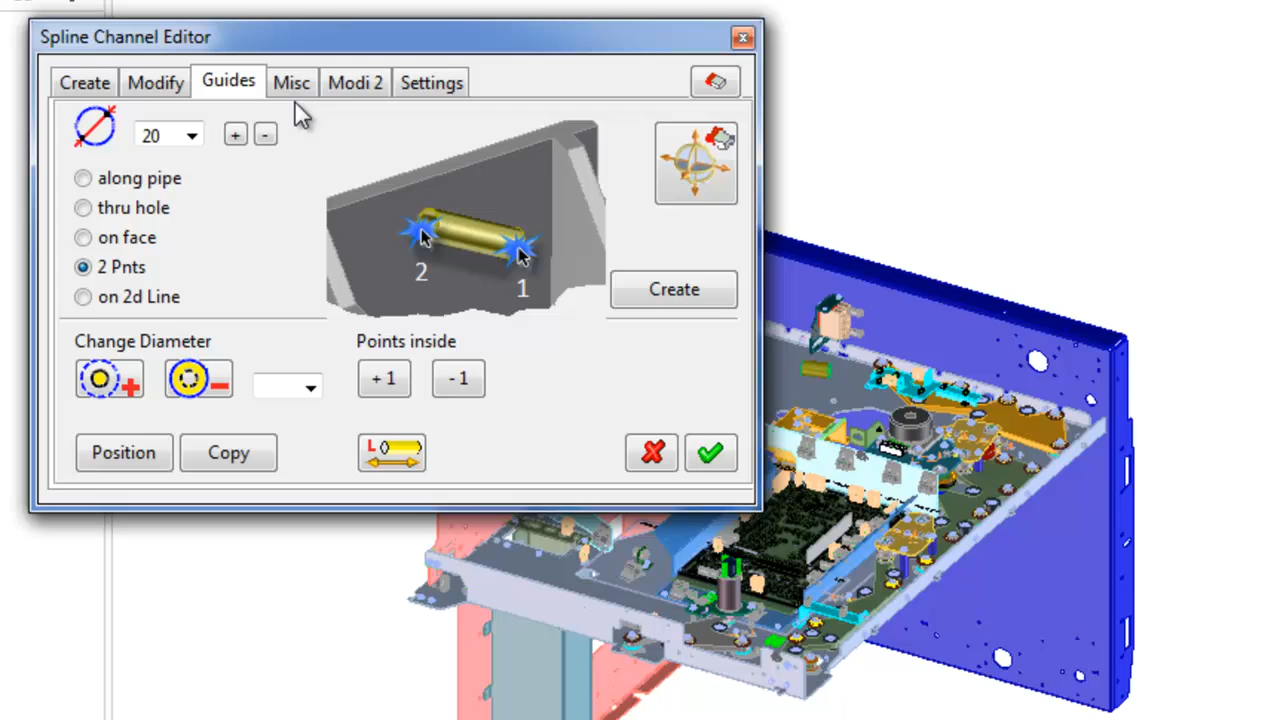 Spline Channel Editor
Create Modify Guides Misc Modi 2 Settings
20 + -
along pipe
thru hole
on face
2 Pnts
on 2d Line
2
1
Create
Change Diameter
Points inside
+ 1 - 1
Position Copy L